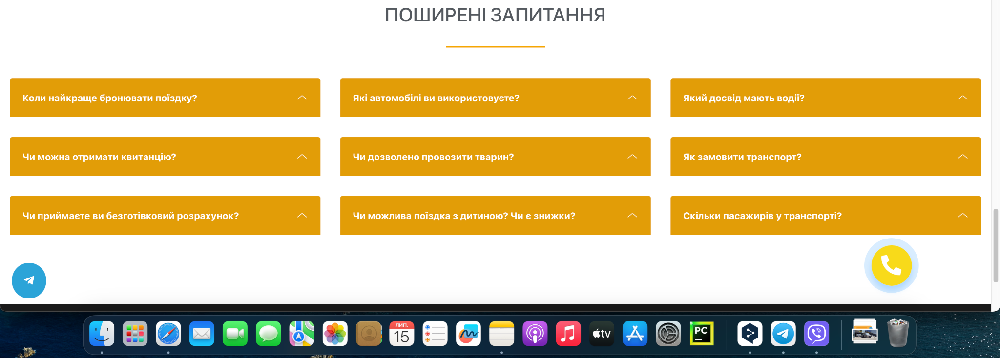 ПОШИРЕНІ ЗАПИТАННЯ
Коли найкраще бронювати поїздку?
Які автомобілі ви використовуєте?
Який досвід мають водії?
Чи можна отримати квитанцію?
Чи дозволено провозити тварин?
Як замовити транспорт?
Чи приймаєте ви безготівковий розрахунок?
Чи можлива поїздка з дитиною? Чи є знижки?
Скільки пасажирів у транспорті?
ЛИП.
15
tv
PC